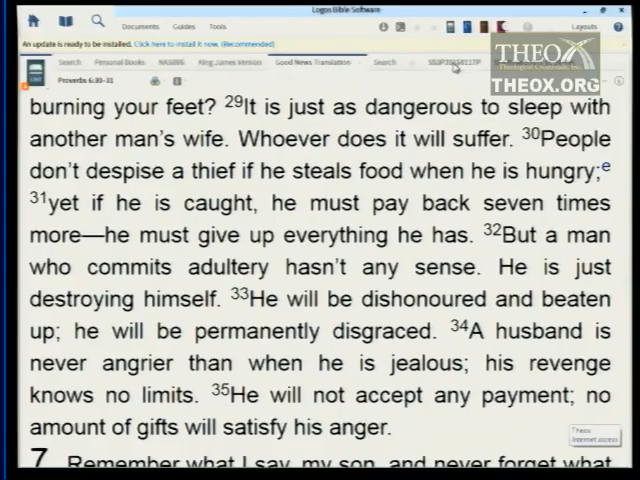 Logos Bible Software
Documents Guides Tools Layouts
An update is ready to be installed. Click here to install it now. (Recommended)
Search Personal Books NASB95 King James Version Good News Translation Search
Proverbs 6:30-31
THEOX
THEOX.ORG
burning your feet? 29It is just as dangerous to sleep with
another man's wife. Whoever does it will suffer. 30People
don't despise a thief if he steals food when he is hungry;e
31yet if he is caught, he must pay back seven times
more—he must give up everything he has. 32But a man
who commits adultery hasn't any sense. He is just
destroying himself. 33He will be dishonoured and beaten
up; he will be permanently disgraced. 34A husband is
never angrier than when he is jealous; his revenge
knows no limits. 35He will not accept any payment; no
amount of gifts will satisfy his anger.
Theox
Internet access
7 Remember what I say, my son, and never forget what